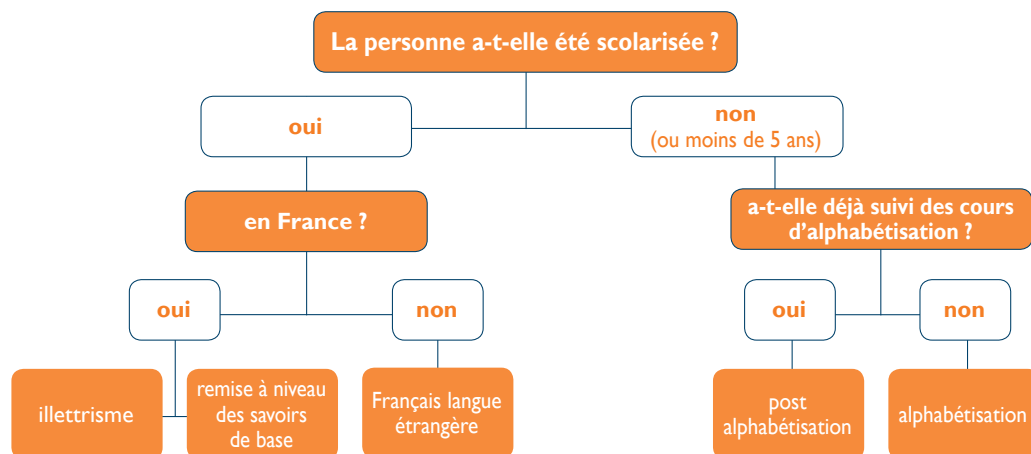 La personne a-t-elle été scolarisée ?
oui
non
(ou moins de 5 ans)
en France ?
a-t-elle déjà suivi des cours
d’alphabétisation ?
oui
non
oui
non
illettrisme
remise à niveau
des savoirs
de base
Français langue
étrangère
post
alphabétisation
alphabétisation